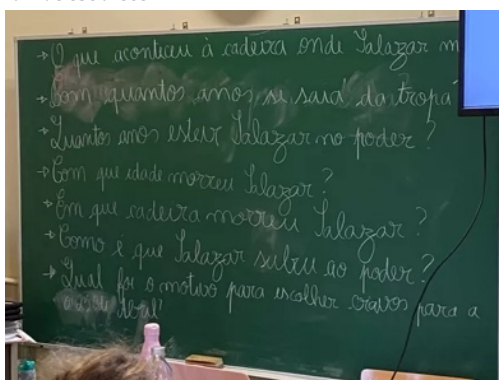 → O que aconteceu à cadeira onde Salazar m
→ Com quantos anos se saía da tropa
→ Quantos anos esteve Salazar no poder?
→ Com que idade morreu Salazar?
→ Em que cadeira morreu Salazar?
→ Como é que Salazar subiu ao poder?
→ Qual foi o motivo para escolher cravos para a